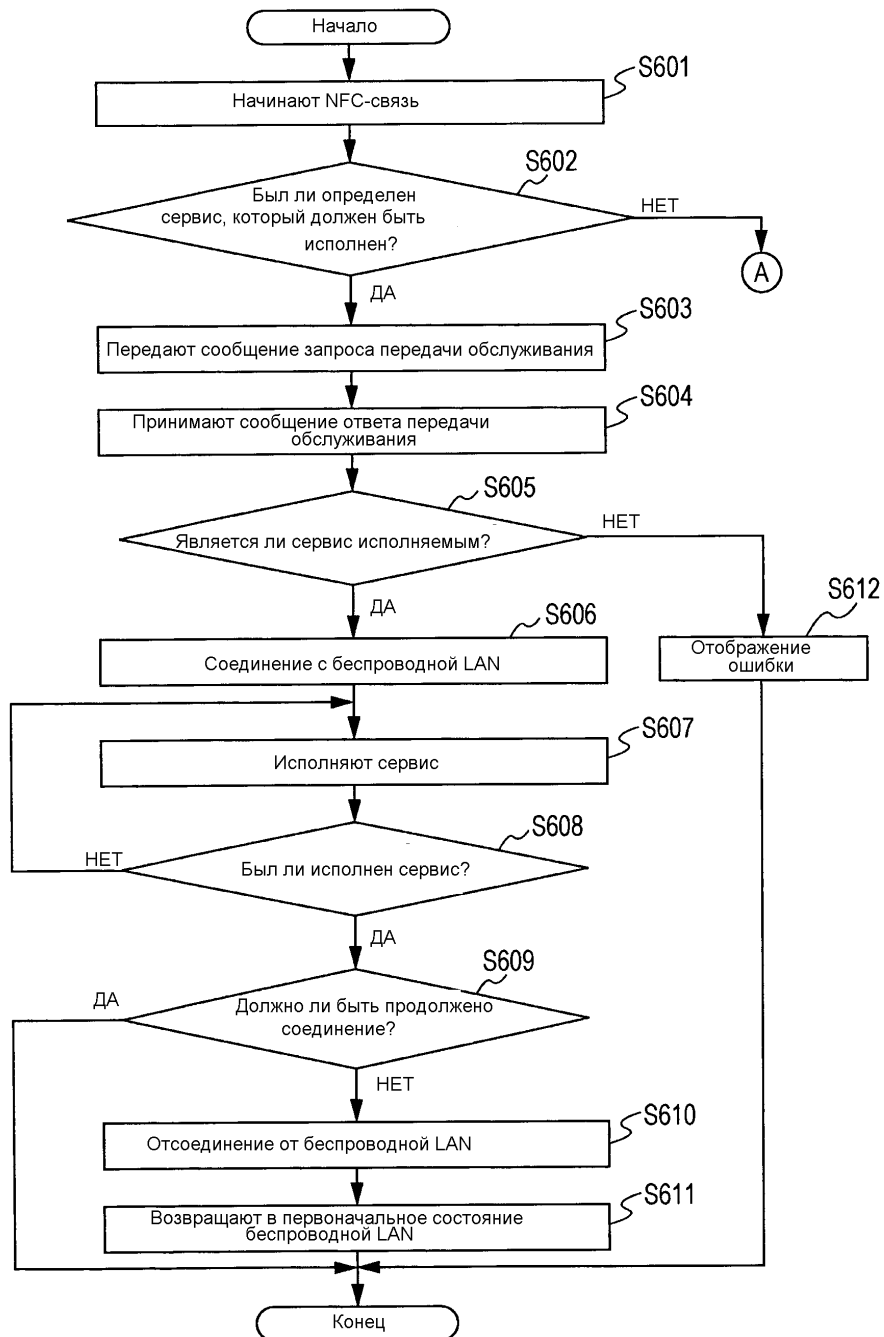 Начало
S601
Начинают NFC-связь
S602
Был ли определен
сервис, который должен быть
исполнен?
НЕТ
A
ДА
S603
Передают сообщение запроса передачи обслуживания
S604
Принимают сообщение ответа передачи
обслуживания
S605
НЕТ
Является ли сервис исполняемым?
ДА
S606
S612
Соединение с беспроводной LAN
Отображение
ошибки
S607
Исполняют сервис
S608
НЕТ
Был ли исполнен сервис?
ДА
S609
ДА
Должно ли быть продолжено
соединение?
НЕТ
S610
Отсоединение от беспроводной LAN
S611
Возвращают в первоначальное состояние
беспроводной LAN
Конец